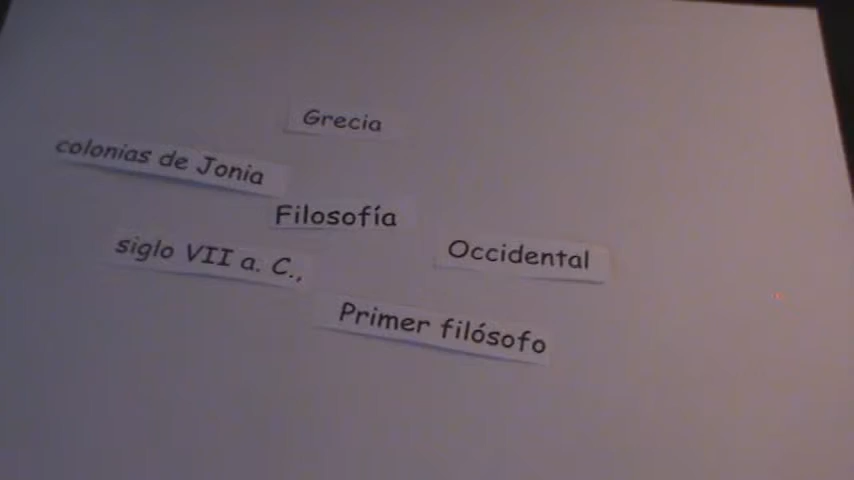 Grecia
colonias de Jonia
Filosofía
Occidental
siglo VII a. C.,
Primer filósofo